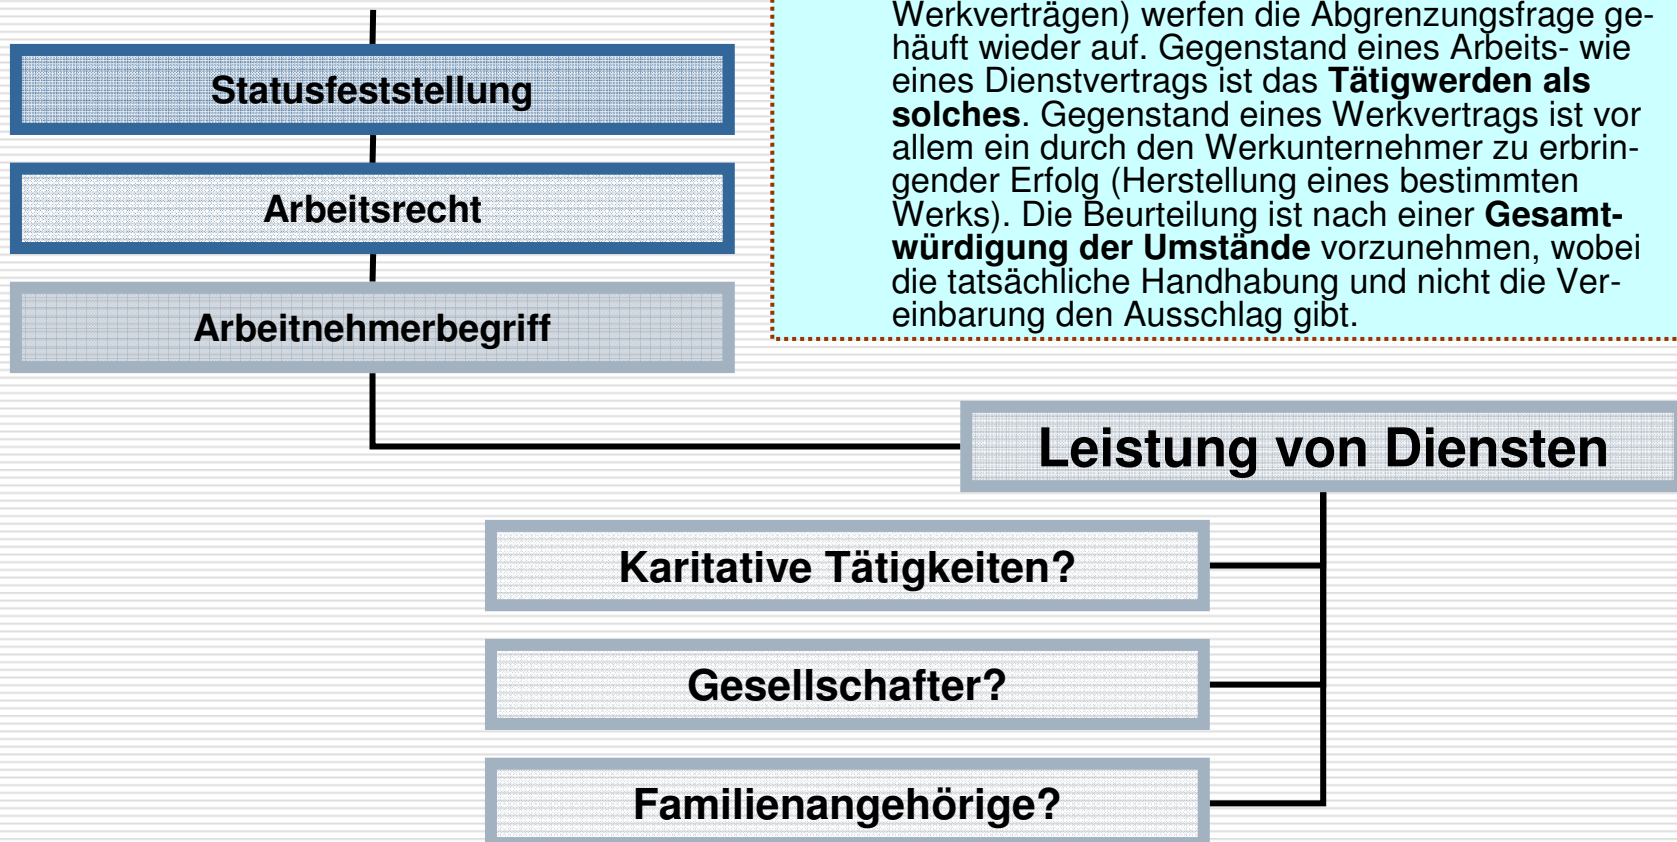 Werkverträgen) werfen die Abgrenzungsfrage ge-
häuft wieder auf. Gegenstand eines Arbeits- wie
eines Dienstvertrags ist das Tätigwerden als
solches. Gegenstand eines Werkvertrags ist vor
allem ein durch den Werkunternehmer zu erbrin-
gender Erfolg (Herstellung eines bestimmten
Werks). Die Beurteilung ist nach einer Gesamt-
würdigung der Umstände vorzunehmen, wobei
die tatsächliche Handhabung und nicht die Ver-
einbarung den Ausschlag gibt.
Statusfeststellung
Arbeitsrecht
Arbeitnehmerbegriff
Leistung von Diensten
Karitative Tätigkeiten?
Gesellschafter?
Familienangehörige?